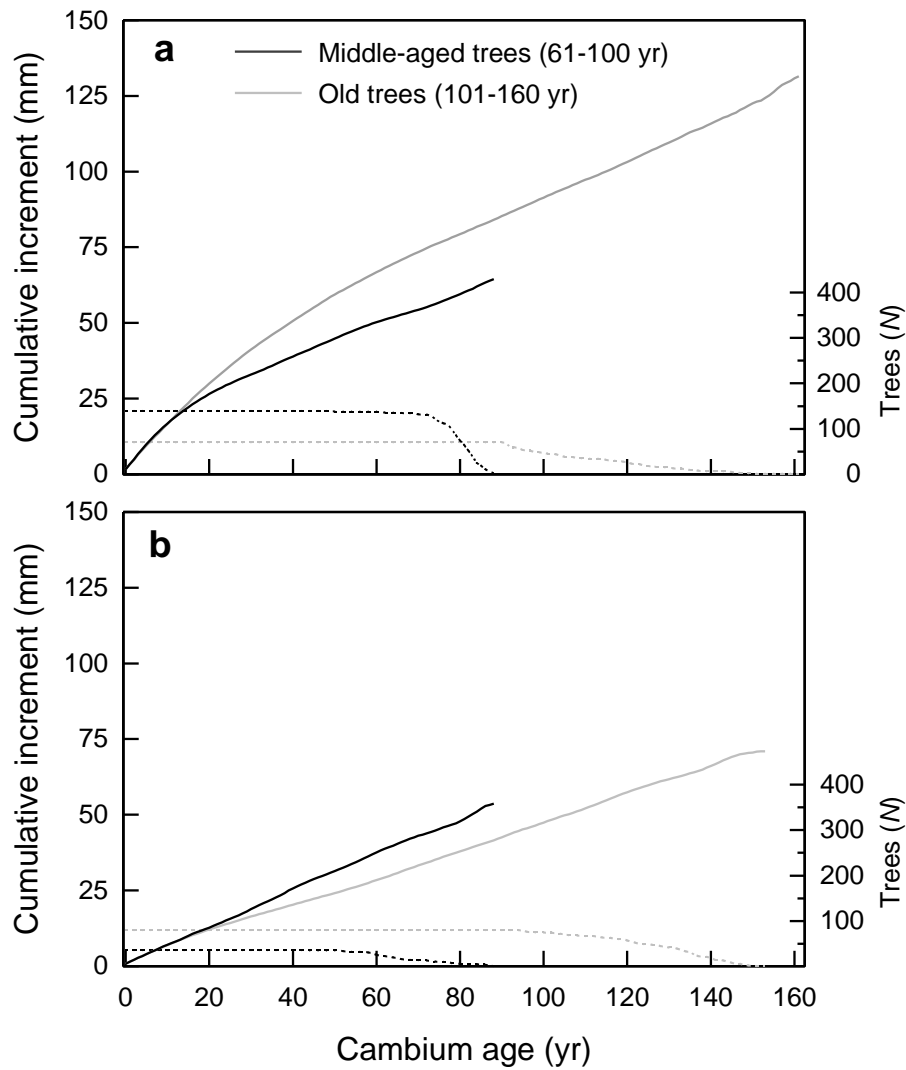 a
Middle-aged trees (61-100 yr)
Old trees (101-160 yr)
Cumulative increment (mm)
150
125
100
75
50
25
0
400
300
200
100
0
Trees (N)
b
Cumulative increment (mm)
150
125
100
75
50
25
0
400
300
200
100
Trees (N)
0 20 40 60 80 100 120 140 160
Cambium age (yr)